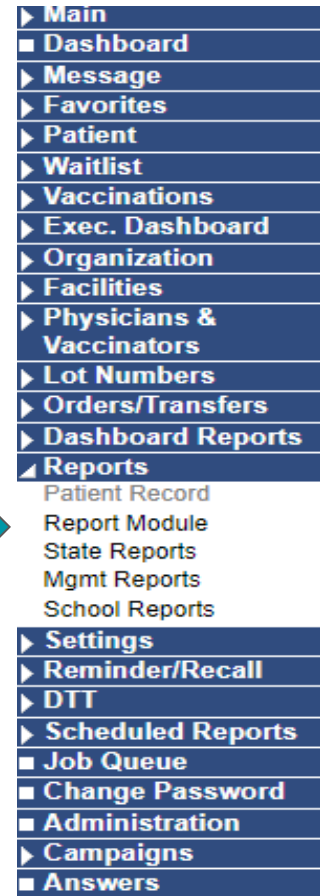 Main
Dashboard
Message
Favorites
Patient
Waitlist
Vaccinations
Exec. Dashboard
Organization
Facilities
Physicians &
Vaccinators
Lot Numbers
Orders/Transfers
Dashboard Reports
Reports
Patient Record
Report Module
State Reports
Mgmt Reports
School Reports
Settings
Reminder/Recall
DTT
Scheduled Reports
Job Queue
Change Password
Administration
Campaigns
Answers